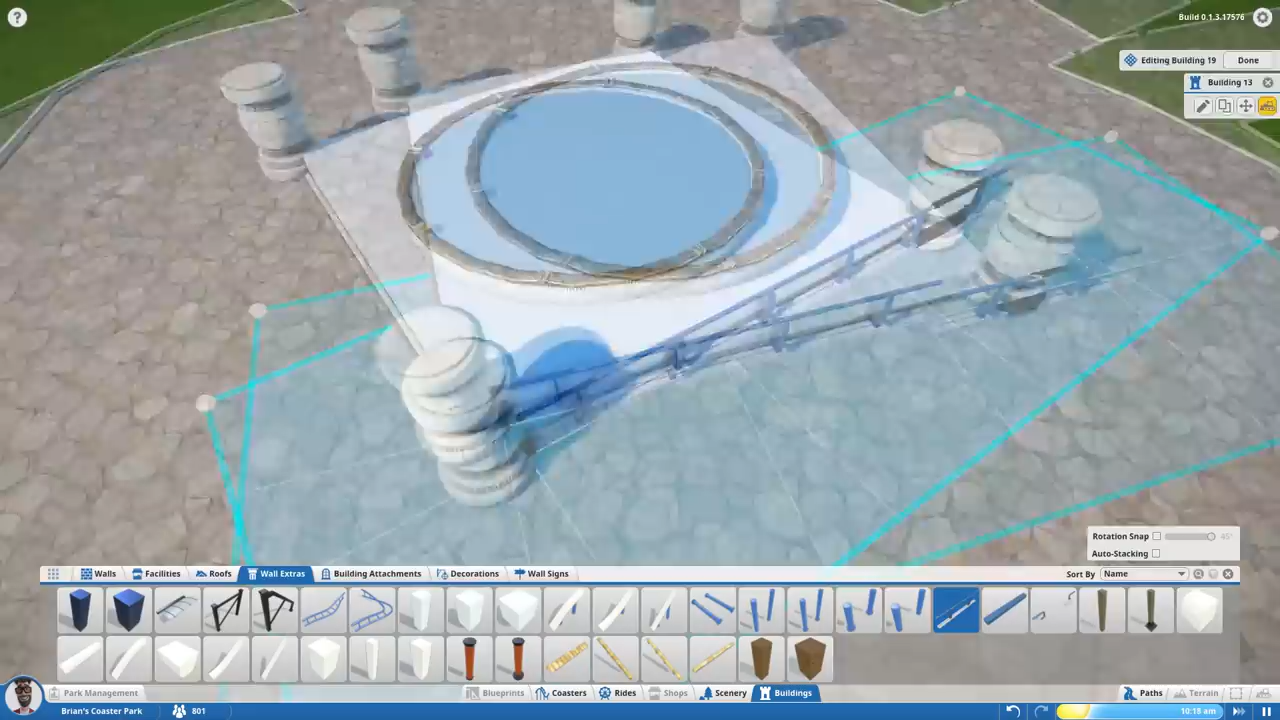 ?
Build 0.1.3.17576
Editing Building 19
Done
Building 13
Rotation Snap
45°
Auto-Stacking
Walls
Facilities
Roofs
Wall Extras
Building Attachments
Decorations
Wall Signs
Sort By
Name
Park Management
Blueprints
Coasters
Rides
Shops
Scenery
Buildings
Paths
Terrain
Brian's Coaster Park
801
10:18 am